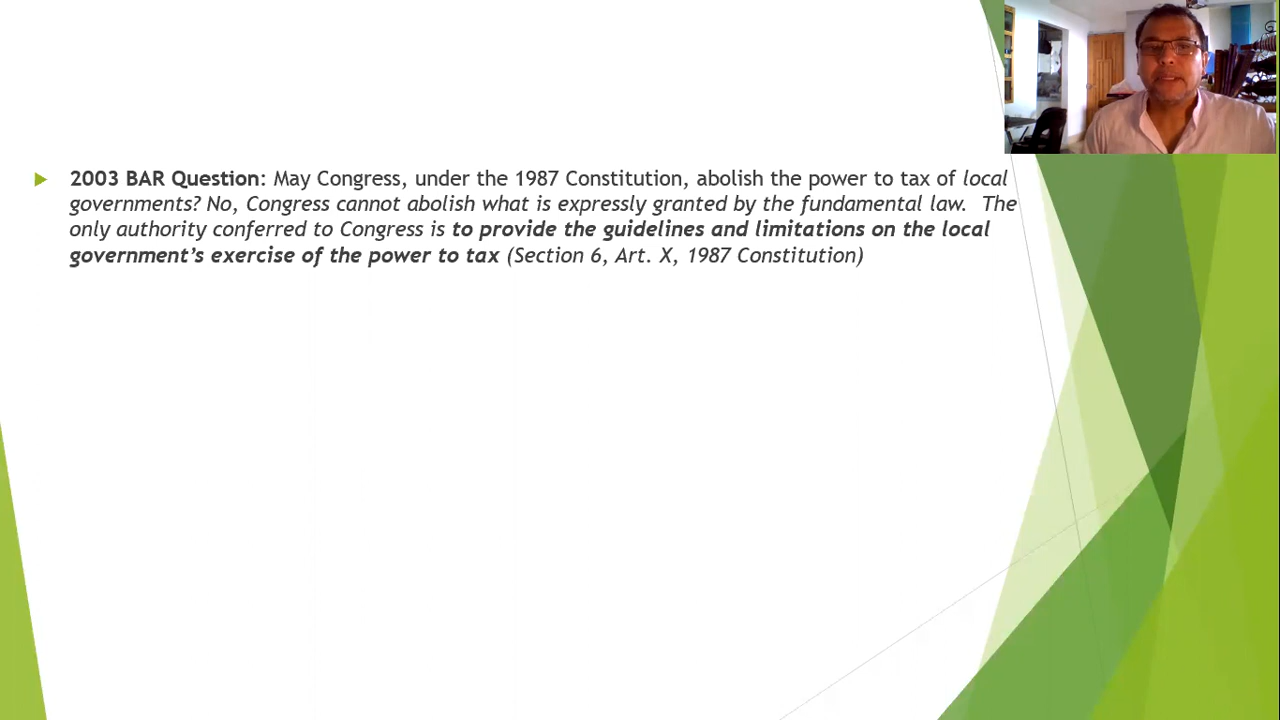 2003 BAR Question: May Congress, under the 1987 Constitution, abolish the power to tax of local
governments? No, Congress cannot abolish what is expressly granted by the fundamental law.  The
only authority conferred to Congress is to provide the guidelines and limitations on the local
government’s exercise of the power to tax (Section 6, Art. X, 1987 Constitution)